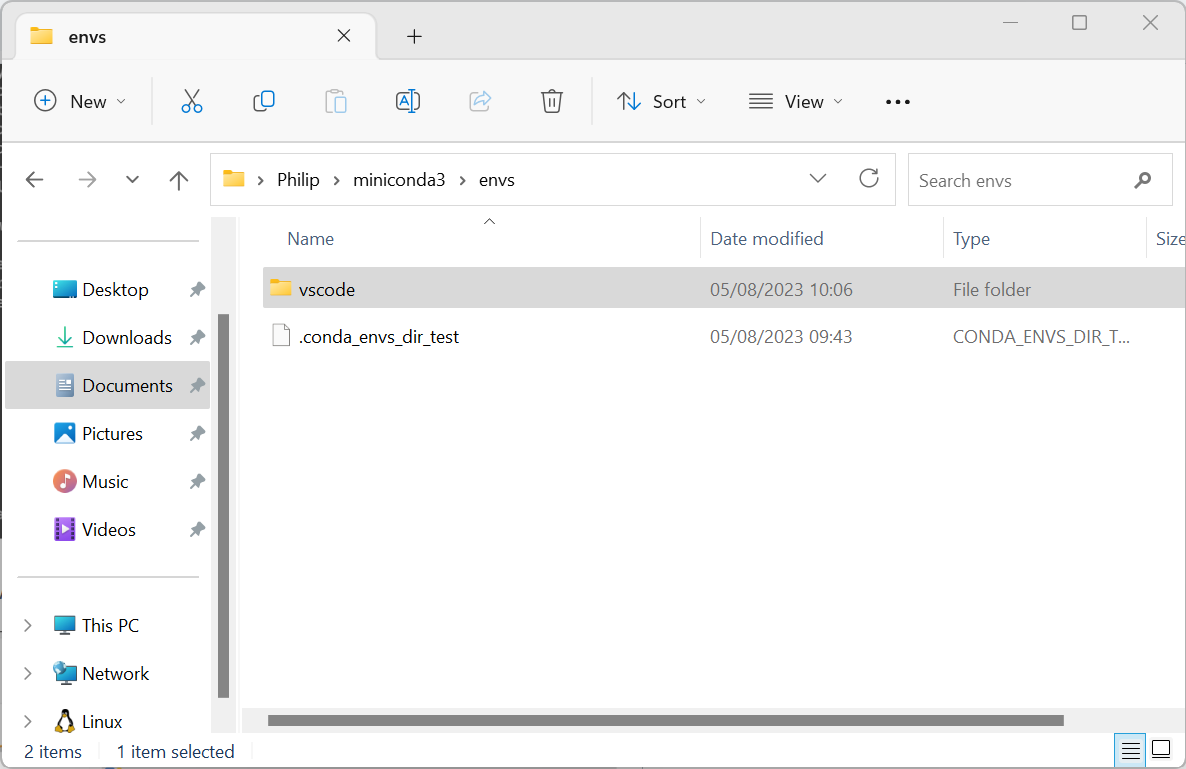 envs
New
Sort
View
Philip > miniconda3 > envs
Search envs
Name Date modified Type Size
vscode 05/08/2023 10:06 File folder
.conda_envs_dir_test 05/08/2023 09:43 CONDA_ENVS_DIR_T...
Desktop
Downloads
Documents
Pictures
Music
Videos
This PC
Network
Linux
2 items 1 item selected